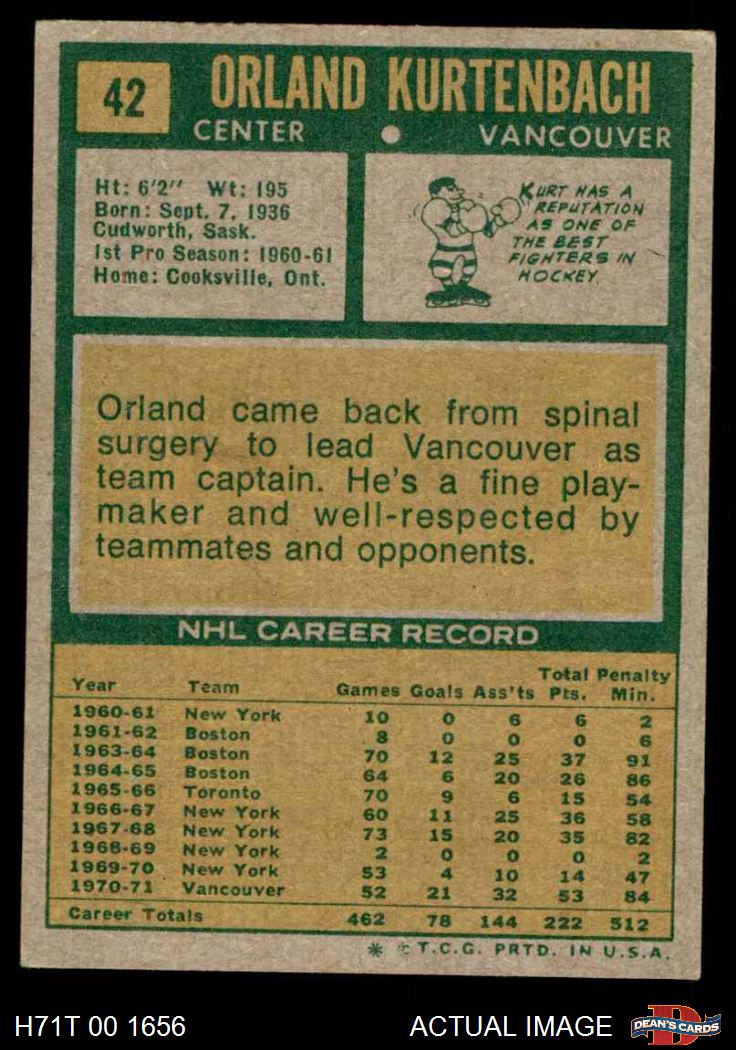 42
ORLAND KURTENBACH
CENTER • VANCOUVER
Ht: 6'2" Wt: 195
Born: Sept. 7, 1936
Cudworth, Sask.
1st Pro Season: 1960-61
Home: Cooksville, Ont.
KURT HAS A
REPUTATION
AS ONE OF
THE BEST
FIGHTERS IN
HOCKEY.
Orland came back from spinal
surgery to lead Vancouver as
team captain. He's a fine play-
maker and well-respected by
teammates and opponents.
NHL CAREER RECORD
Year Team Games Goals Ass'ts Total Pts. Penalty Min.
1960-61 New York 10 0 6 6 2
1961-62 Boston 8 0 0 0 6
1963-64 Boston 70 12 25 37 91
1964-65 Boston 64 6 20 26 86
1965-66 Toronto 70 9 6 15 54
1966-67 New York 60 11 25 36 58
1967-68 New York 73 15 20 35 82
1968-69 New York 2 0 0 0 2
1969-70 New York 53 4 10 14 47
1970-71 Vancouver 52 21 32 53 84
Career Totals 462 78 144 222 512
* © T.C.G. PRTD. IN U.S.A.
H71T 00 1656 ACTUAL IMAGE
D
DEAN'S CARDS